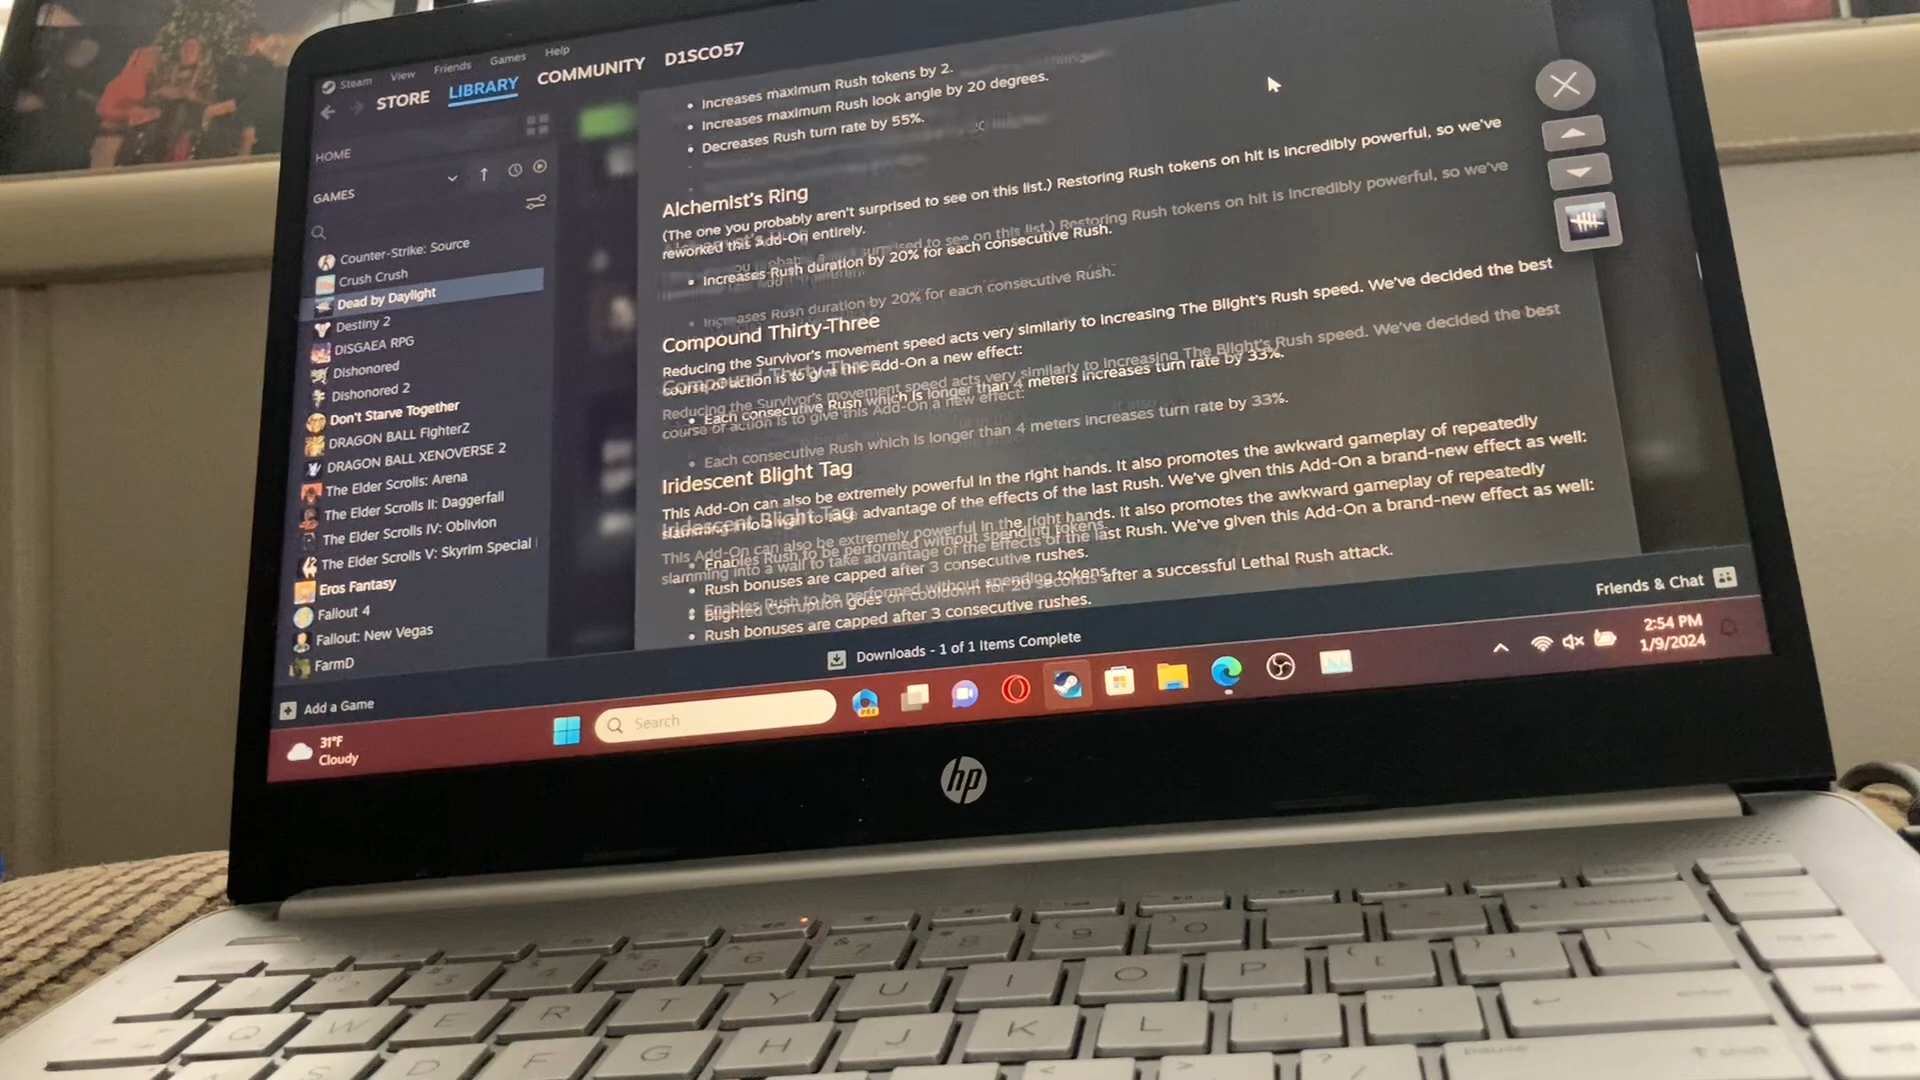 Steam View Friends Games Help
STORE LIBRARY COMMUNITY D1SCO57
HOME
GAMES
Counter-Strike: Source
Crush Crush
Dead by Daylight
Destiny 2
DISGAEA RPG
Dishonored
Dishonored 2
Don't Starve Together
DRAGON BALL FighterZ
DRAGON BALL XENOVERSE 2
The Elder Scrolls: Arena
The Elder Scrolls II: Daggerfall
The Elder Scrolls IV: Oblivion
The Elder Scrolls V: Skyrim Special
Eros Fantasy
Fallout 4
Fallout: New Vegas
FarmD
Add a Game
• Increases maximum Rush tokens by 2.
• Increases maximum Rush look angle by 20 degrees.
• Decreases Rush turn rate by 55%.
Alchemist's Ring
(The one you probably aren't surprised to see on this list.) Restoring Rush tokens on hit is incredibly powerful, so we've
reworked this Add-On entirely.
• Increases Rush duration by 20% for each consecutive Rush.
Compound Thirty-Three
Reducing the Survivor's movement speed acts very similarly to increasing The Blight's Rush speed. We've decided the best
course of action is to give this Add-On a new effect:
• Each consecutive Rush which is longer than 4 meters increases turn rate by 33%.
Iridescent Blight Tag
This Add-On can also be extremely powerful in the right hands. It also promotes the awkward gameplay of repeatedly
slamming into a wall to take advantage of the effects of the last Rush. We've given this Add-On a brand-new effect as well:
• Enables Rush to be performed without spending tokens.
• Rush bonuses are capped after 3 consecutive rushes.
• Blighted Corruption goes on cooldown for 20 seconds after a successful Lethal Rush attack.
Downloads - 1 of 1 Items Complete
Friends & Chat
31°F
Cloudy
Search
2:54 PM
1/9/2024
hp
6 7 8 9 0
backspace
Q W E R T Y U I O P
enter
S D F G H J K L
pause